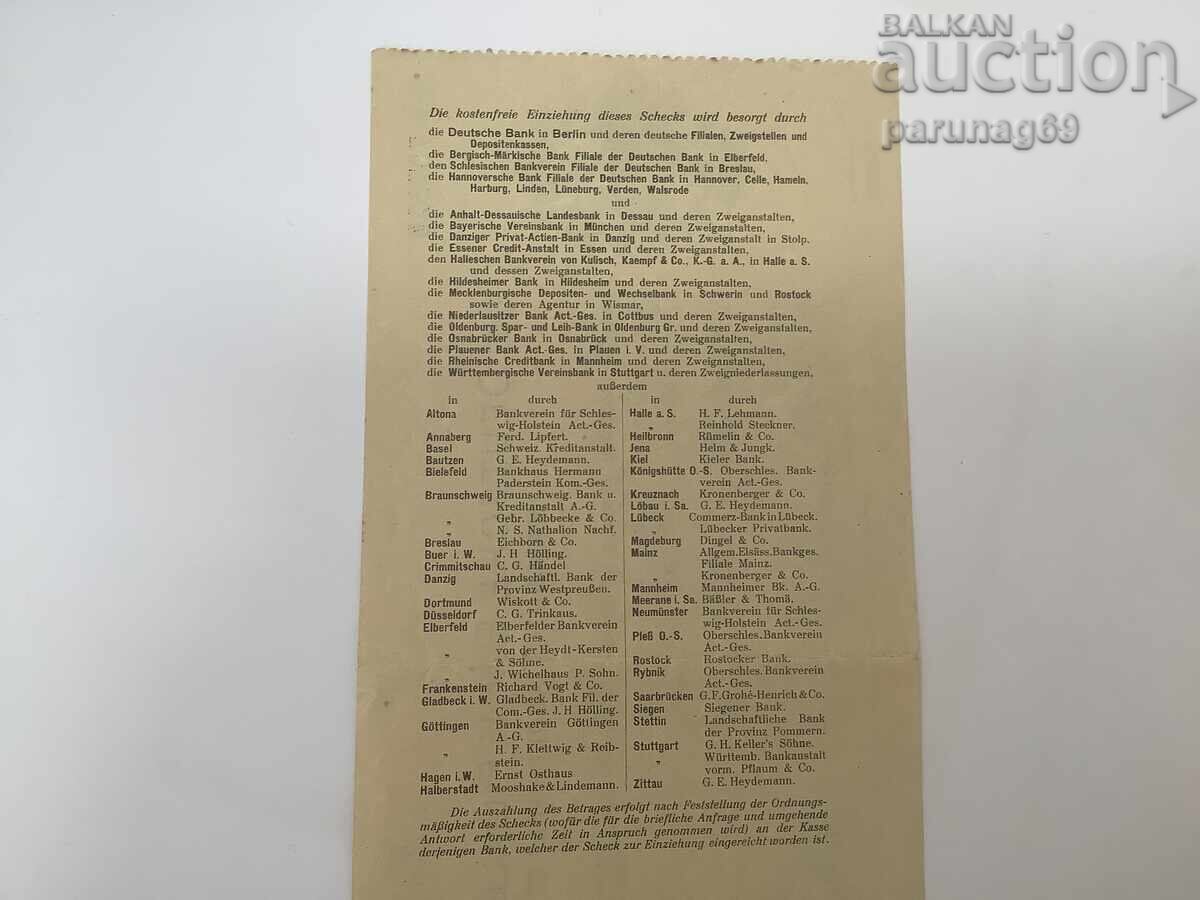 BALKAN
auction
parunag69
Die kostenfreie Einziehung dieses Schecks wird besorgt durch
die Deutsche Bank in Berlin und deren deutsche Filialen, Zweigstellen und
Depositenkassen,
die Bergisch-Märkische Bank Filiale der Deutschen Bank in Elberfeld,
den Schlesischen Bankverein Filiale der Deutschen Bank in Breslau,
die Hannoversche Bank Filiale der Deutschen Bank in Hannover, Celle, Hameln,
Harburg, Linden, Lüneburg, Verden, Walsrode
und
die Anhalt-Dessauische Landesbank in Dessau und deren Zweiganstalten,
die Bayerische Vereinsbank in München und deren Zweiganstalten,
die Danziger Privat-Actien-Bank in Danzig und deren Zweiganstalt in Stolp.
die Essener Credit-Anstalt in Essen und deren Zweiganstalten,
den Halleschen Bankverein von Kulisch, Kaempf & Co., K.-G. a. A., in Halle a. S.
und dessen Zweiganstalten,
die Hildesheimer Bank in Hildesheim und deren Zweiganstalten,
die Mecklenburgische Depositen- und Wechselbank in Schwerin und Rostock
sowie deren Agentur in Wismar,
die Niederlausitzer Bank Act.-Ges. in Cottbus und deren Zweiganstalten,
die Oldenburg. Spar- und Leih-Bank in Oldenburg Gr. und deren Zweiganstalten,
die Osnabrücker Bank in Osnabrück und deren Zweiganstalten,
die Plauener Bank Act.-Ges. in Plauen i. V. und deren Zweiganstalten,
die Rheinische Creditbank in Mannheim und deren Zweiganstalten,
die Württembergische Vereinsbank in Stuttgart u. deren Zweigniederlassungen,
außerdem
in durch
Altona Bankverein für Schles-
wig-Holstein Act.-Ges.
Annaberg Ferd. Lipfert.
Basel Schweiz. Kreditanstalt.
Bautzen G. E. Heydemann.
Bielefeld Bankhaus Hermann
Paderstein Kom.-Ges.
Braunschweig Braunschweig. Bank u.
Kreditanstalt A.-G.
„ Gebr. Löbbecke & Co.
„ N. S. Nathalion Nachf.
Breslau Eichborn & Co.
Buer i. W. J. H Hölling.
Crimmitschau C. G. Händel
Danzig Landschaftl. Bank der
Provinz Westpreußen.
Dortmund Wiskott & Co.
Düsseldorf C. G. Trinkaus.
Elberfeld Elberfelder Bankverein
Act.-Ges.
„ von der Heydt-Kersten
& Söhne.
„ J. Wichelhaus P. Sohn.
Frankenstein Richard Vogt & Co.
Gladbeck i. W. Gladbeck. Bank Fil. der
Com.-Ges. J. H Hölling.
Göttingen Bankverein Göttingen
A.-G.
„ H. F. Klettwig & Reib-
stein.
Hagen i. W. Ernst Osthaus
Halberstadt Mooshake & Lindemann.
in durch
Halle a. S. H. F. Lehmann.
„ Reinhold Steckner.
Heilbronn Rümelin & Co.
Jena Helm & Jungk.
Kiel Kieler Bank.
Königshütte O.-S. Oberschles. Bank-
verein Act.-Ges.
Kreuznach Kronenberger & Co.
Löbau i. Sa. G. E. Heydemann.
Lübeck Commerz-Bank in Lübeck.
„ Lübecker Privatbank.
Magdeburg Dingel & Co.
Mainz Allgem. Elsäss. Bankges.
Filiale Mainz.
„ Kronenberger & Co.
Mannheim Mannheimer Bk. A.-G.
Meerane i. Sa. Bäßler & Thomä.
Neumünster Bankverein für Schles-
wig-Holstein Act.-Ges.
Pleß O.-S. Oberschles. Bankverein
Act.-Ges.
Rostock Rostocker Bank.
Rybnik Oberschles. Bankverein
Act.-Ges.
Saarbrücken G. F. Grohé-Henrich & Co.
Siegen Siegener Bank.
Stettin Landschaftliche Bank
der Provinz Pommern.
Stuttgart G. H. Keller's Söhne.
„ Württemb. Bankanstalt
vorm. Pflaum & Co.
Zittau G. E. Heydemann.
Die Auszahlung des Betrages erfolgt nach Feststellung der Ordnungs-
mäßigkeit des Schecks (wofür die für die briefliche Anfrage und umgehende
Antwort erforderliche Zeit in Anspruch genommen wird) an der Kasse
derjenigen Bank, welcher der Scheck zur Einziehung eingereicht worden ist.